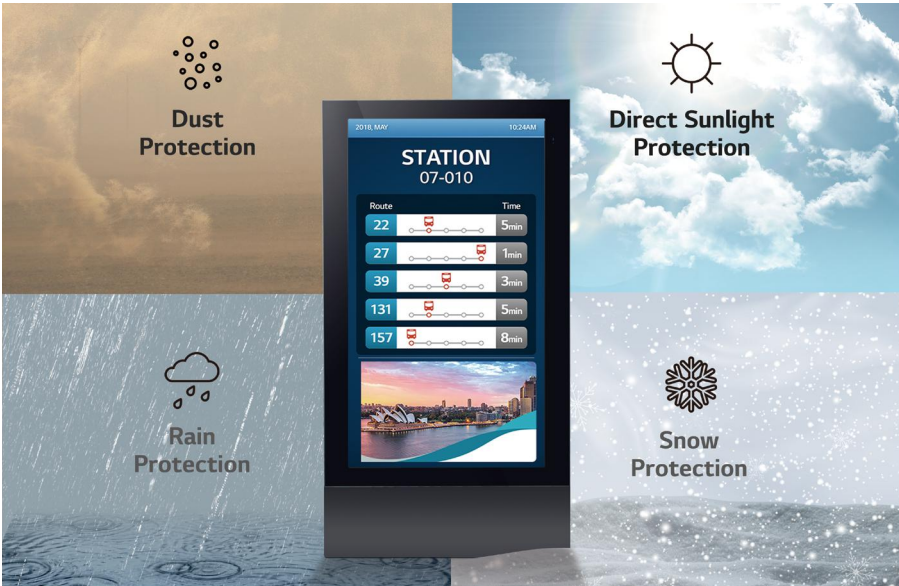 Dust
Protection
Direct Sunlight
Protection
2018, MAY 10:24AM
STATION
07-010
Route Time
22 5min
27 1min
39 3min
131 5min
157 8min
Rain
Protection
Snow
Protection